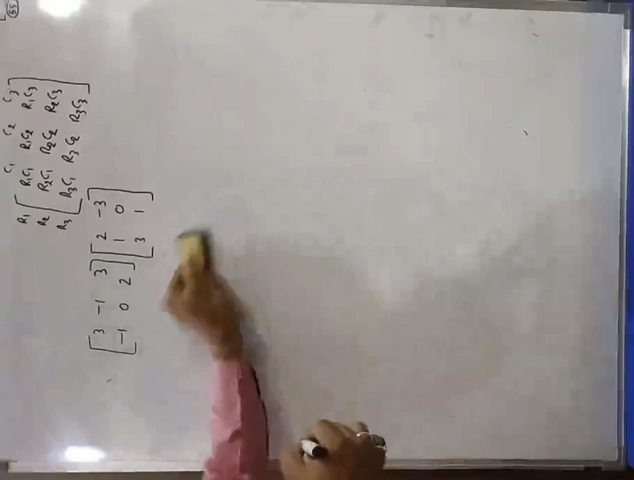 (35)
C₁ C₂ C₃
R₁ [ R₁C₁ R₁C₂ R₁C₃ ]
R₂ [ R₂C₁ R₂C₂ R₂C₃ ]
R₃ [ R₃C₁ R₃C₂ R₃C₃ ]
[ 3 -1 3 ] [ 2 -3 ]
[ -1 0 2 ] [ 1 0 ]
[ 3 1 ]